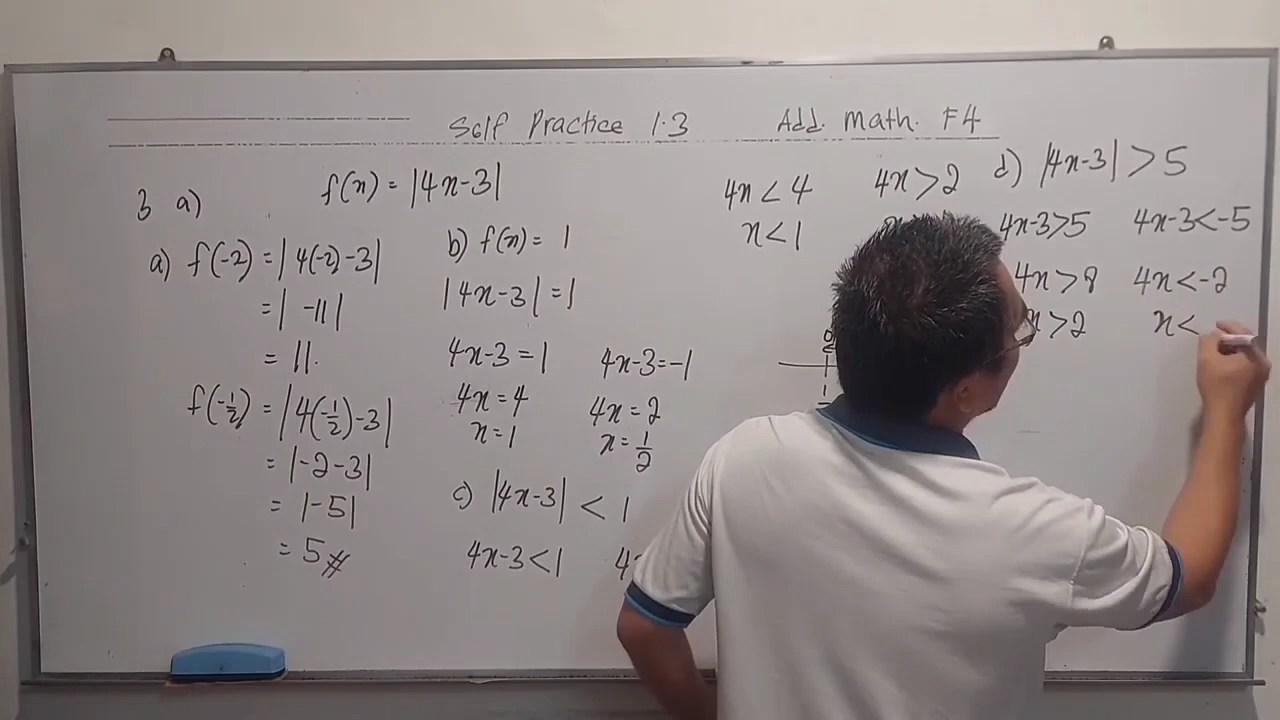 Self Practice 1.3 Add. Math. F4
3 a) f(x) = |4x-3|
a) f(-2) = |4(-2)-3|
= |-11|
= 11.
f(-1/2) = |4(-1/2)-3|
= |-2-3|
= |-5|
= 5 #
b) f(x) = 1
|4x-3| = 1
4x-3 = 1 4x-3=-1
4x = 4 4x = 2
x = 1 x = 1/2
c) |4x-3| < 1
4x-3 < 1
4x < 4 4x > 2
x < 1
d) |4x-3| > 5
4x-3>5 4x-3<-5
4x > 8 4x < -2
x > 2 x <